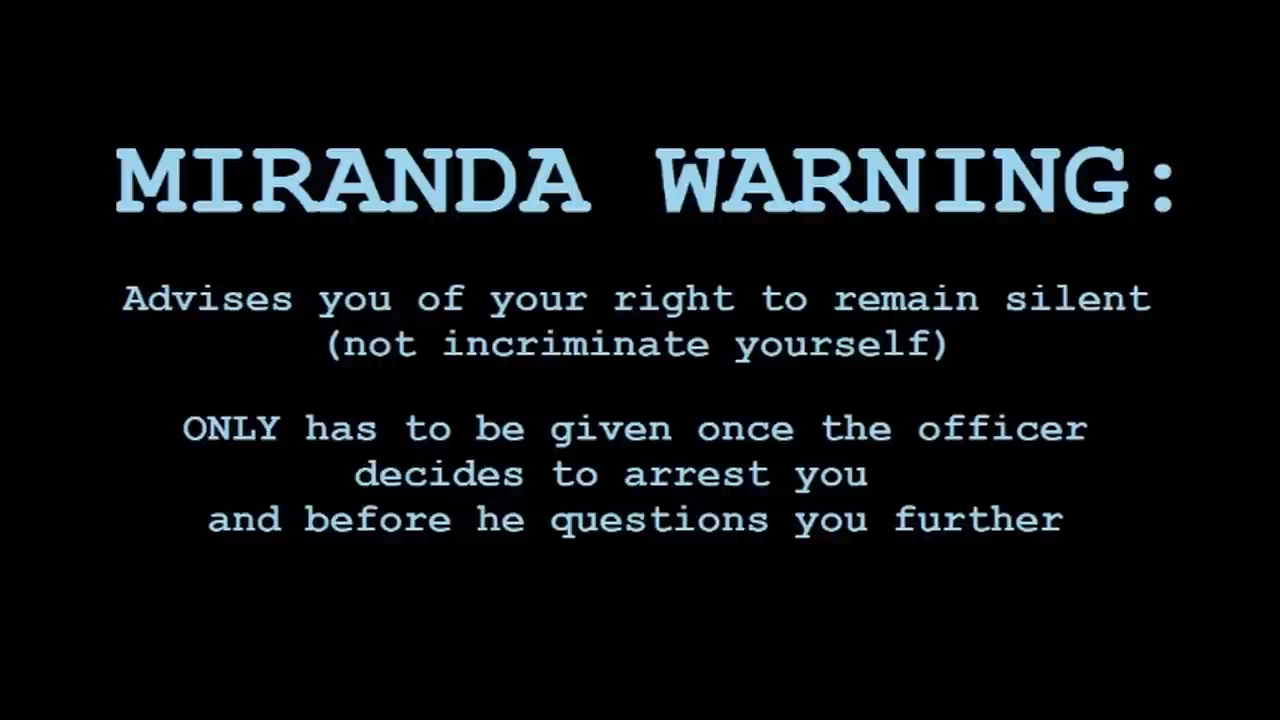 MIRANDA WARNING:
Advises you of your right to remain silent
(not incriminate yourself)
ONLY has to be given once the officer
decides to arrest you
and before he questions you further